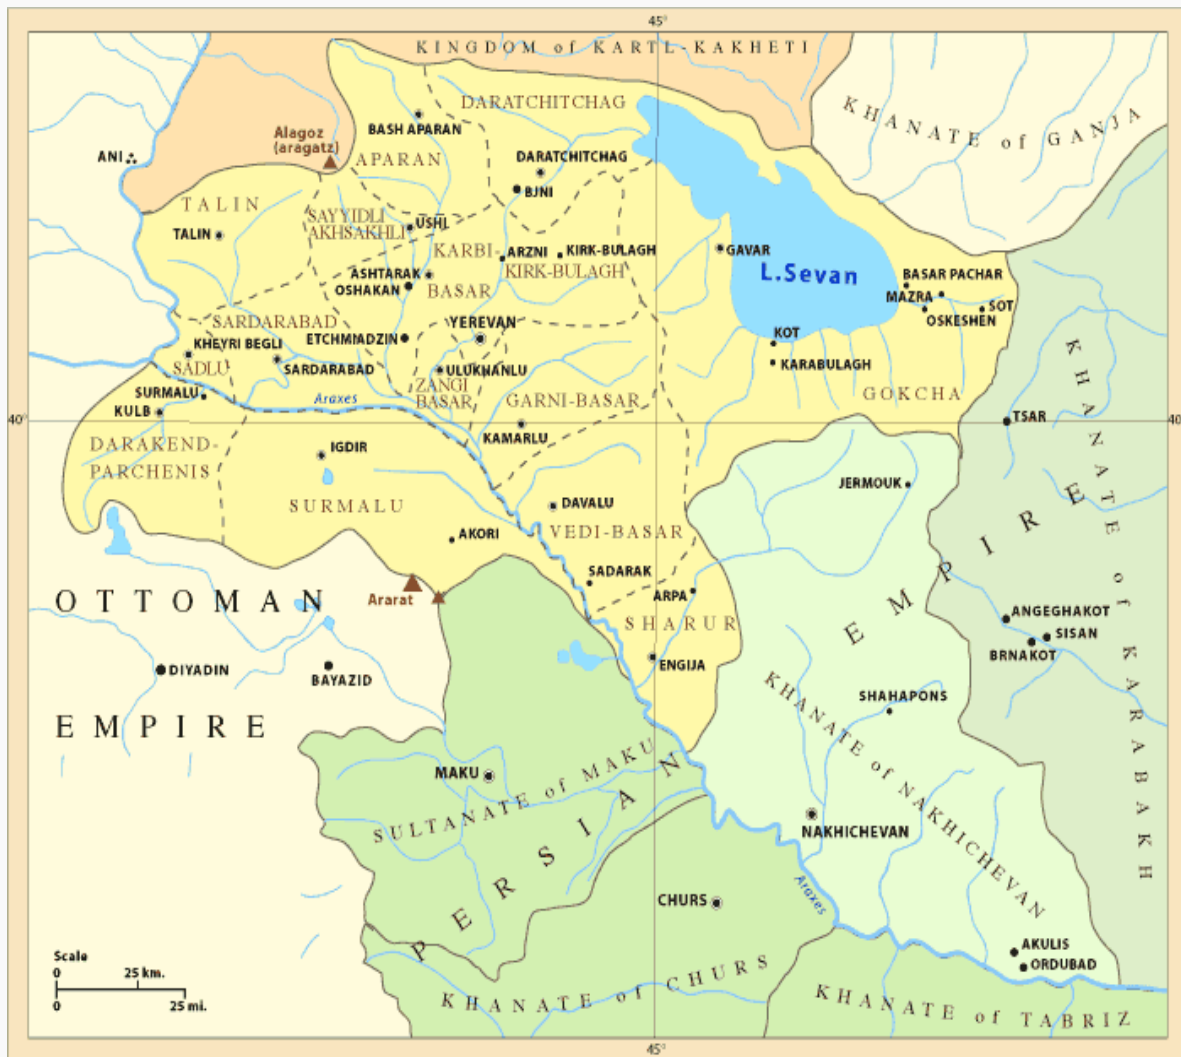 45°
KINGDOM of KARTL-KAKHETI
KHANATE of GANJA
DARATCHITCHAG
BASH APARAN
Alagoz
(aragatz)
ANI
APARAN
DARATCHITCHAG
BJNI
TALIN
TALIN
SAYYIDLI
AKHSAKHLI
USHI
KARBI-
ARZNI
KIRK-BULAGH
KIRK-BULAGH
GAVAR
L.Sevan
BASAR PACHAR
MAZRA
SOT
OSKESHEN
ASHTARAK
OSHAKAN
BASAR
SARDARABAD
YEREVAN
ETCHMIADZIN
KHEYRI BEGLI
SADLU
SARDARABAD
ULUKHANLU
ZANGI
BASAR
KOT
KARABULAGH
GOKCHA
SURMALU
KULB
Araxes
GARNI-BASAR
40°
40
TSAR
KAMARLU
DARAKEND-
PARCHENIS
IGDIR
SURMALU
JERMOUK
DAVALU
VEDI-BASAR
AKORI
SADARAK
ARPA
Ararat
SHARUR
ENGIJA
OTTOMAN
EMPIRE
DIYADIN
BAYAZID
ANGEGHAKOT
SISAN
BRNAKOT
KHANATE of KARABAKH
SHAHAPONS
KHANATE of NAKHICHEVAN
MAKU
SULTANATE of MAKU
PERSIAN EMPIRE
NAKHICHEVAN
Araxes
CHURS
AKULIS
ORDUBAD
KHANATE of CHURS
KHANATE of TABRIZ
Scale
0 25 km.
0 25 mi.
45°